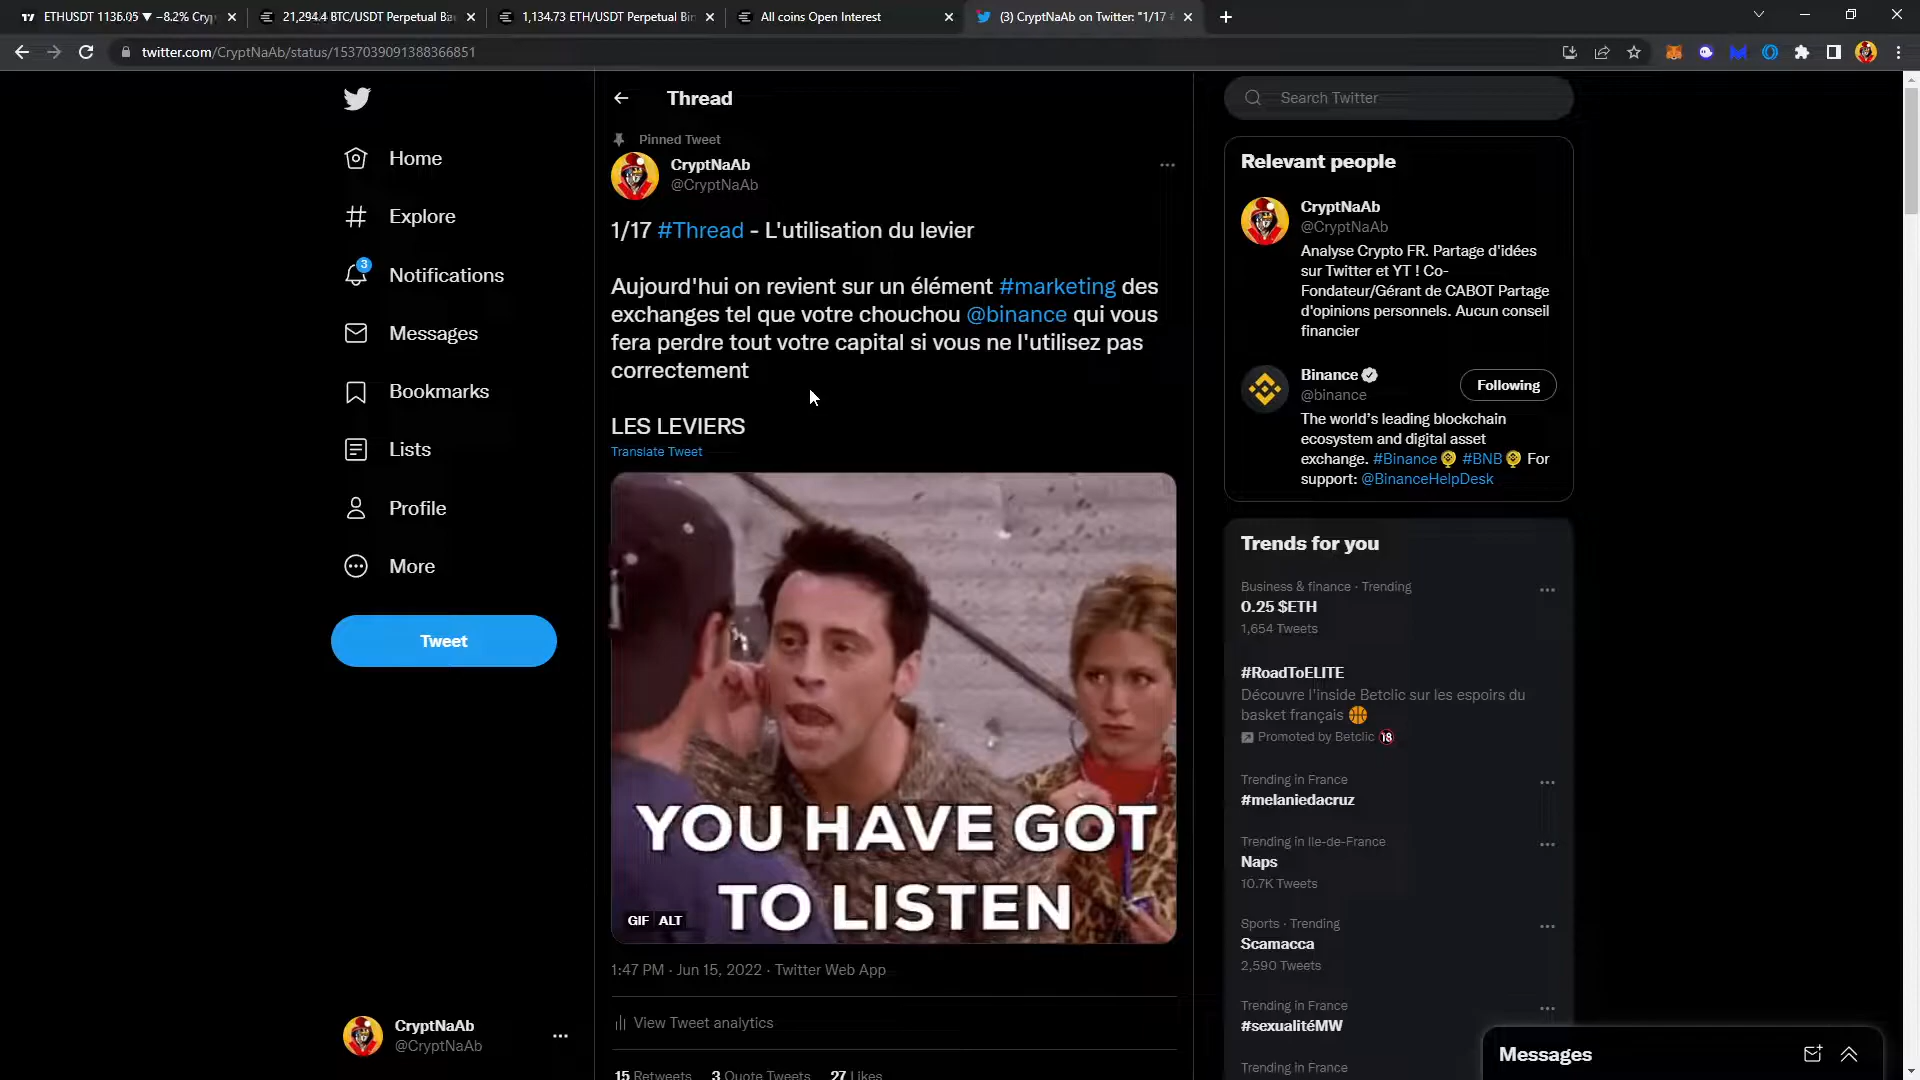 ETHUSDT 1136.05 ▼ −8.2% Cryp
21,294.4 BTC/USDT Perpetual
1,134.73 ETH/USDT Perpetual
All coins Open Interest
(3) CryptNaAb on Twitter: "1/17
twitter.com/CryptNaAb/status/1537039091388366851
Home
Explore
3
Notifications
Messages
Bookmarks
Lists
Profile
More
Tweet
CryptNaAb
@CryptNaAb
Thread
Pinned Tweet
CryptNaAb
@CryptNaAb
1/17 #Thread - L'utilisation du levier
Aujourd'hui on revient sur un élément #marketing des
exchanges tel que votre chouchou @binance qui vous
fera perdre tout votre capital si vous ne l'utilisez pas
correctement
LES LEVIERS
Translate Tweet
YOU HAVE GOT
TO LISTEN
GIF ALT
1:47 PM · Jun 15, 2022 · Twitter Web App
View Tweet analytics
15 Retweets 3 Quote Tweets 27 Likes
Search Twitter
Relevant people
CryptNaAb
@CryptNaAb
Analyse Crypto FR. Partage d'idées
sur Twitter et YT ! Co-
Fondateur/Gérant de CABOT Partage
d'opinions personnels. Aucun conseil
financier
Binance
@binance
Following
The world's leading blockchain
ecosystem and digital asset
exchange. #Binance #BNB For
support: @BinanceHelpDesk
Trends for you
Business & finance · Trending
0.25 $ETH
1,654 Tweets
#RoadToELITE
Découvre l'inside Betclic sur les espoirs du
basket français
Promoted by Betclic 18
Trending in France
#melaniedacruz
Trending in Ile-de-France
Naps
10.7K Tweets
Sports · Trending
Scamacca
2,590 Tweets
Trending in France
#sexualitéMW
Trending in France
Messages